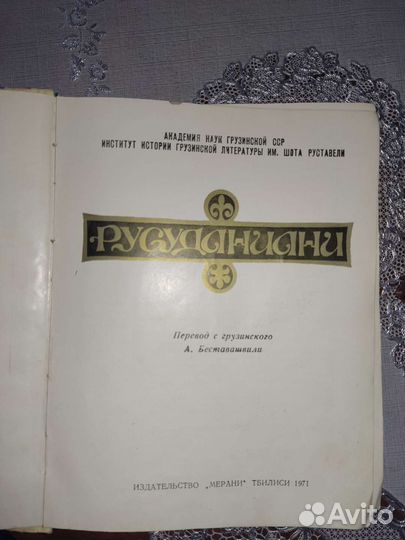 АКАДЕМИЯ НАУК ГРУЗИНСКОЙ ССР
ИНСТИТУТ ИСТОРИИ ГРУЗИНСКОЙ ЛИТЕРАТУРЫ ИМ. ШОТА РУСТАВЕЛИ
РУСУДАНИАНИ
Перевод с грузинского
А. Беставашвили
ИЗДАТЕЛЬСТВО „МЕРАНИ“ ТБИЛИСИ 1971
Avito